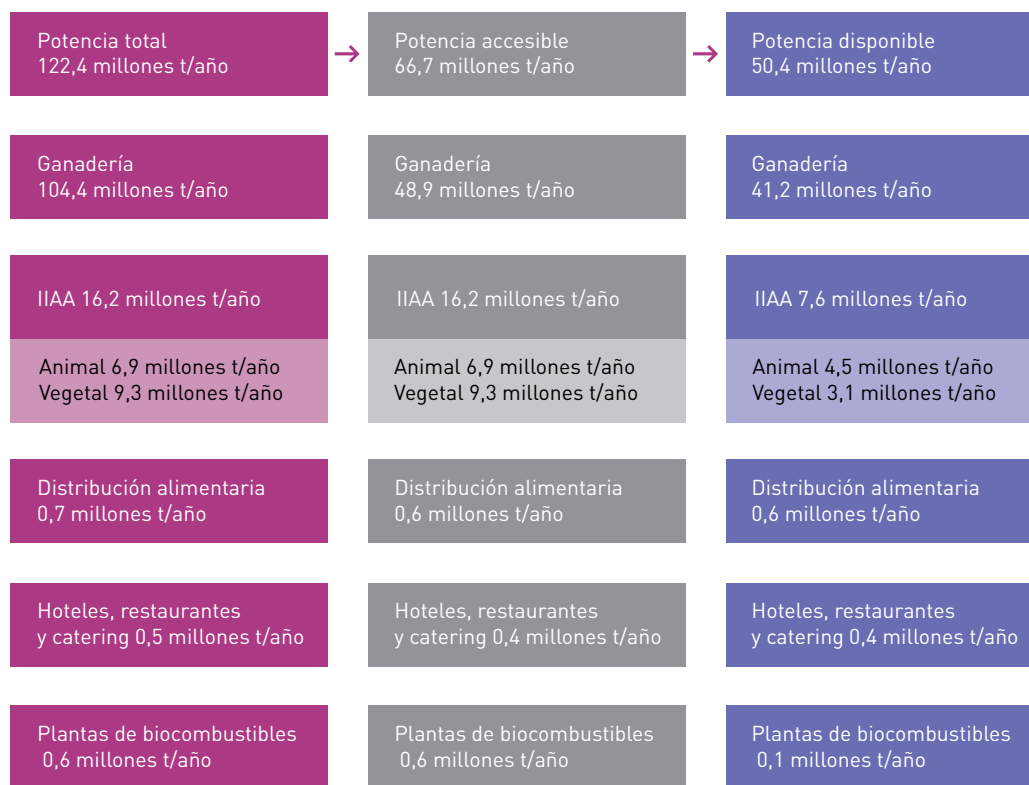 Potencia total
122,4 millones t/año
Potencia accesible
66,7 millones t/año
Potencia disponible
50,4 millones t/año
Ganadería
104,4 millones t/año
Ganadería
48,9 millones t/año
Ganadería
41,2 millones t/año
IIAA 16,2 millones t/año
IIAA 16,2 millones t/año
IIAA 7,6 millones t/año
Animal 6,9 millones t/año
Vegetal 9,3 millones t/año
Animal 6,9 millones t/año
Vegetal 9,3 millones t/año
Animal 4,5 millones t/año
Vegetal 3,1 millones t/año
Distribución alimentaria
0,7 millones t/año
Distribución alimentaria
0,6 millones t/año
Distribución alimentaria
0,6 millones t/año
Hoteles, restaurantes
y catering 0,5 millones t/año
Hoteles, restaurantes
y catering 0,4 millones t/año
Hoteles, restaurantes
y catering 0,4 millones t/año
Plantas de biocombustibles
0,6 millones t/año
Plantas de biocombustibles
0,6 millones t/año
Plantas de biocombustibles
0,1 millones t/año